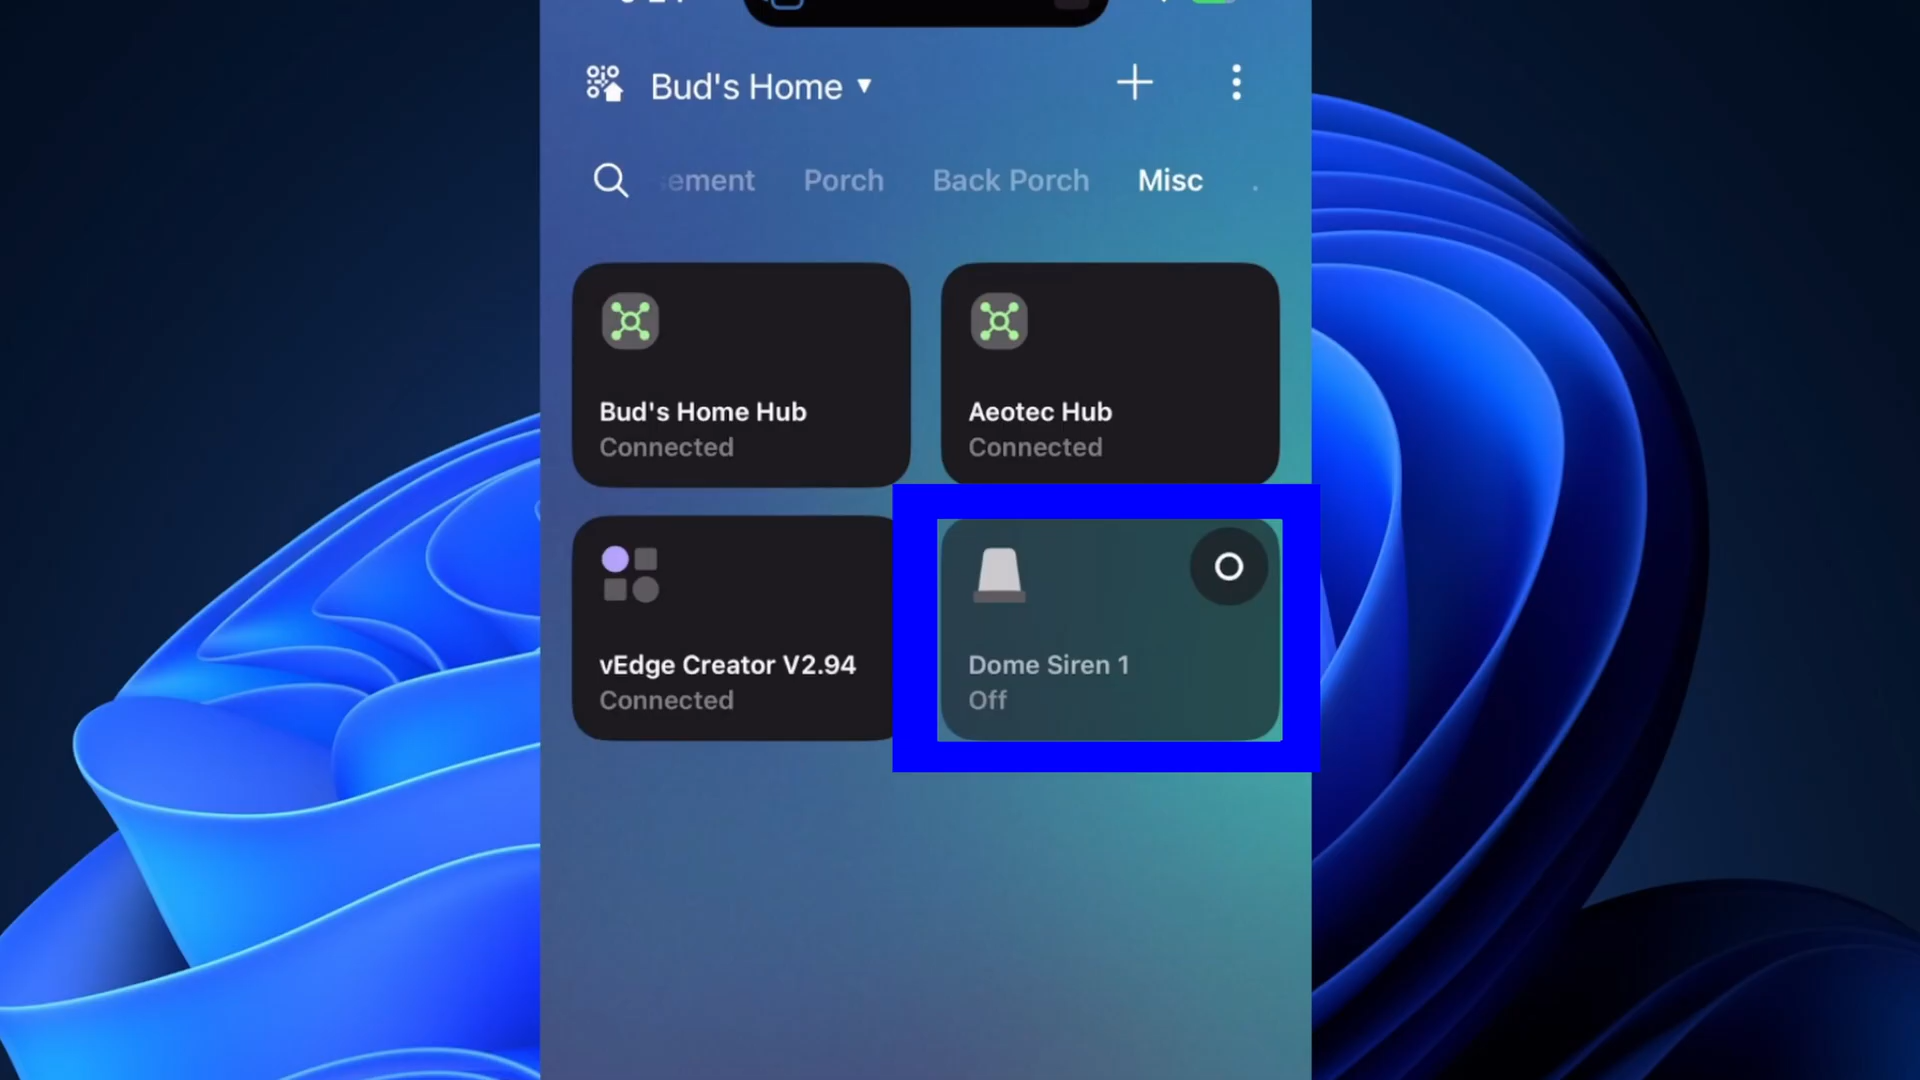 Bud's Home
ement Porch Back Porch Misc
Bud's Home Hub
Connected
Aeotec Hub
Connected
vEdge Creator V2.94
Connected
Dome Siren 1
Off